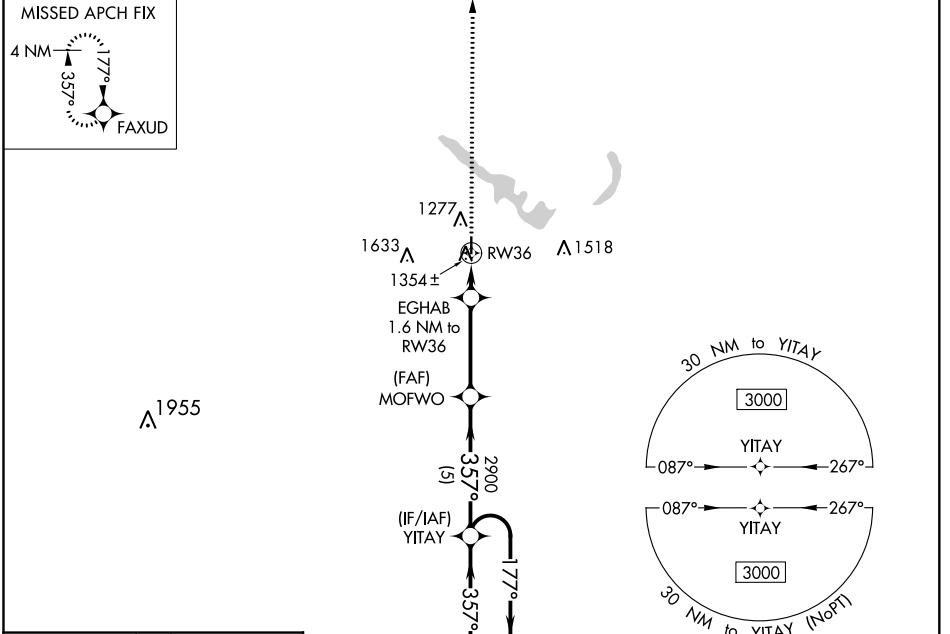 MISSED APCH FIX
4 NM
357°
177°
FAXUD
1277
1633
RW36
1518
1354 ±
EGHAB
1.6 NM to
RW36
(FAF)
MOFWO
1955
2900
357°
(5)
(IF/IAF)
YITAY
177°
357°
30 NM to YITAY
3000
YITAY
087°
267°
087°
267°
YITAY
3000
30 NM to YITAY (NoPT)